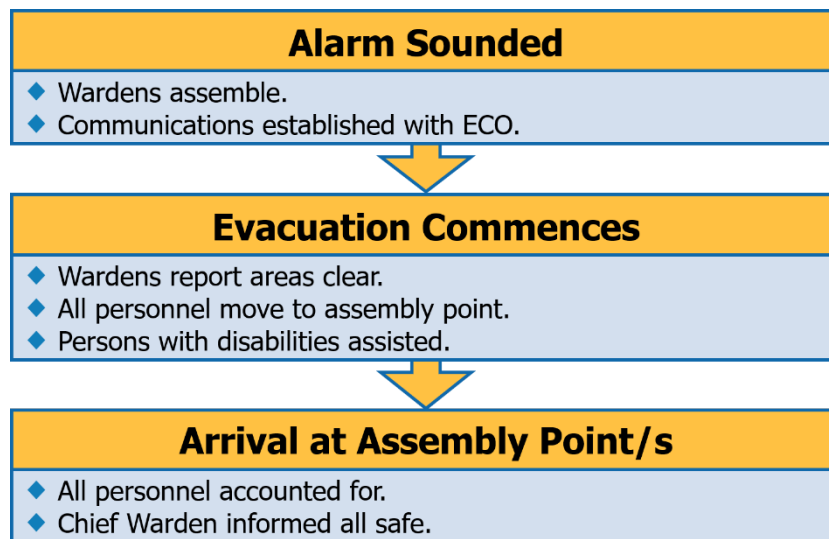 Alarm Sounded
Wardens assemble.
Communications established with ECO.
Evacuation Commences
Wardens report areas clear.
All personnel move to assembly point.
Persons with disabilities assisted.
Arrival at Assembly Point/s
All personnel accounted for.
Chief Warden informed all safe.